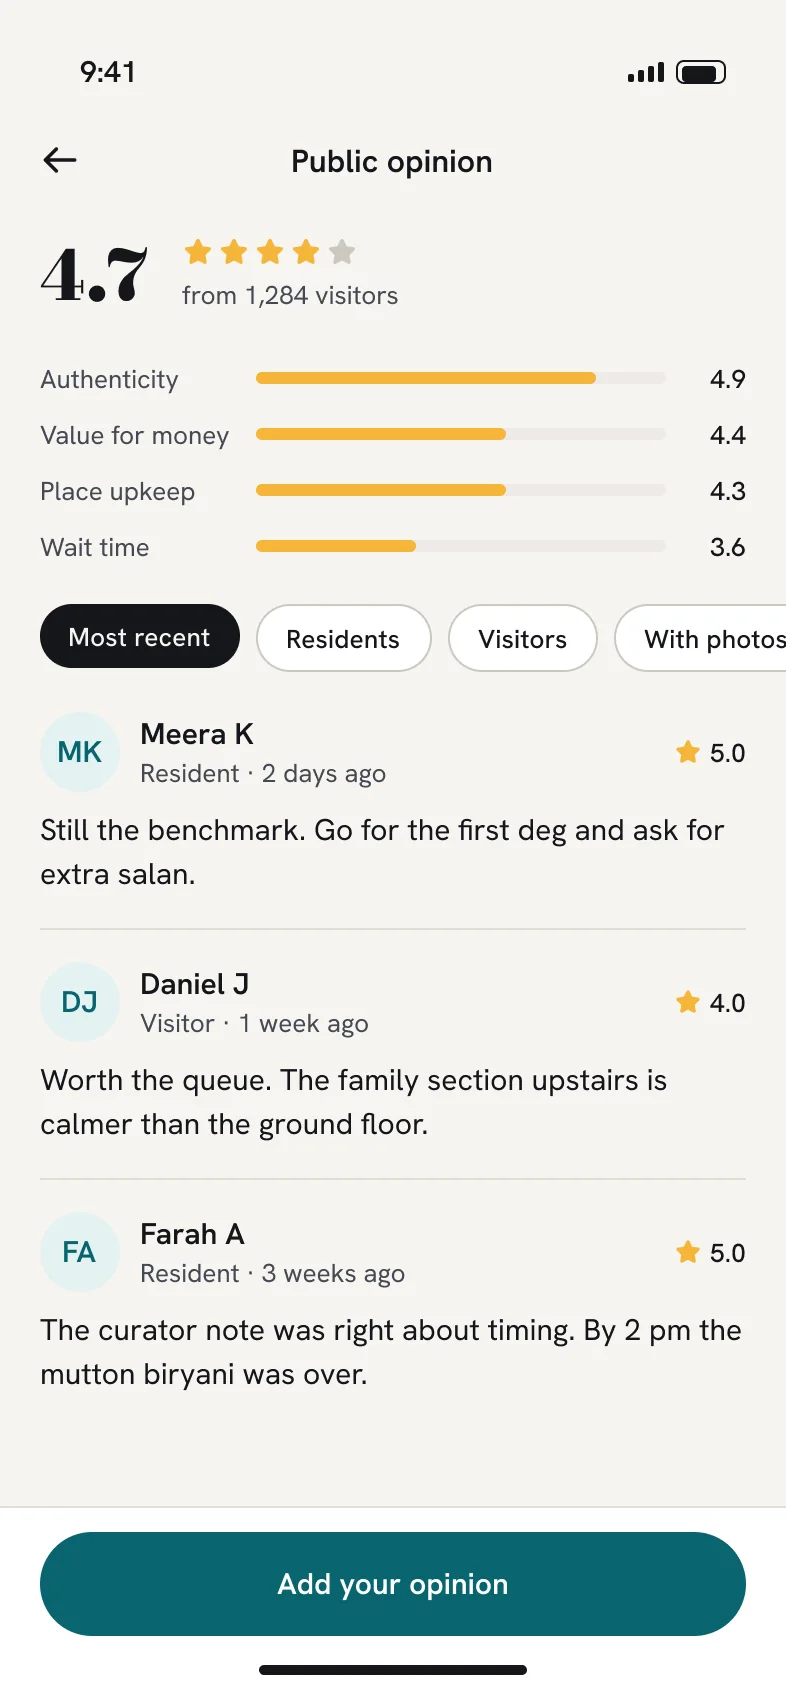 9:41
Public opinion
4.7
from 1,284 visitors
Authenticity 4.9
Value for money 4.4
Place upkeep 4.3
Wait time 3.6
Most recent Residents Visitors With photos
MK Meera K
Resident · 2 days ago
5.0
Still the benchmark. Go for the first deg and ask for
extra salan.
DJ Daniel J
Visitor · 1 week ago
4.0
Worth the queue. The family section upstairs is
calmer than the ground floor.
FA Farah A
Resident · 3 weeks ago
5.0
The curator note was right about timing. By 2 pm the
mutton biryani was over.
Add your opinion